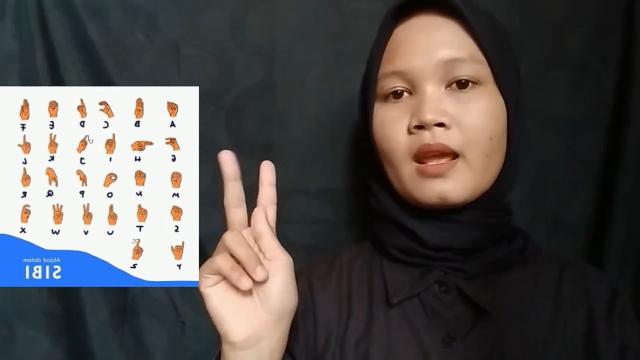 A B C D E F
G H I J K L
M N O P Q R
S T U V W X
Y Z
Abjad dalam
SIBI